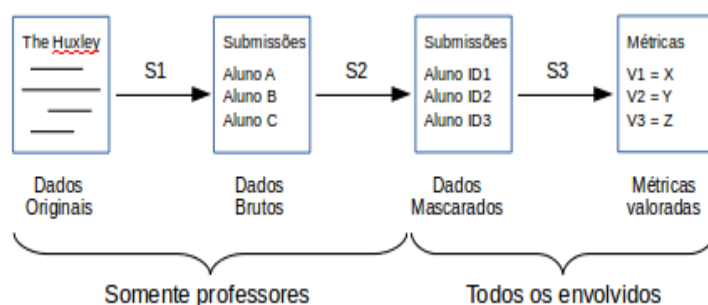 The Huxley
S1
Submissões
Aluno A
Aluno B
Aluno C
S2
Submissões
Aluno ID1
Aluno ID2
Aluno ID3
S3
Métricas
V1 = X
V2 = Y
V3 = Z
Dados
Originais
Dados
Brutos
Dados
Mascarados
Métricas
valoradas
Somente professores
Todos os envolvidos